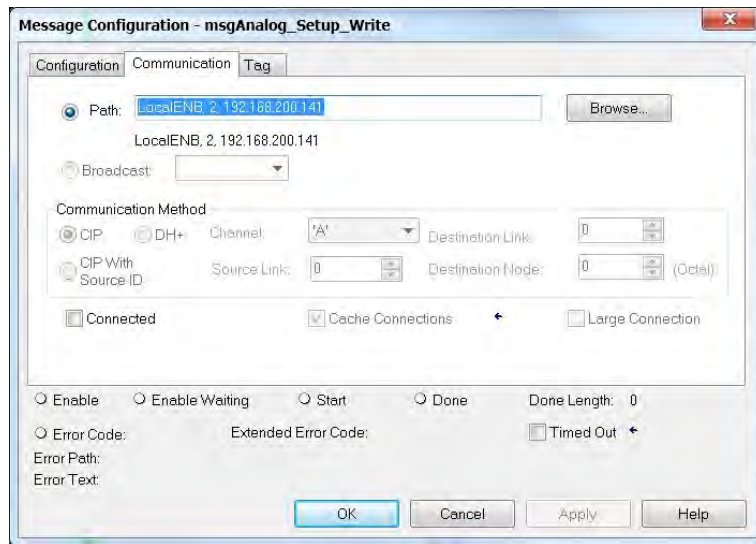 Message Configuration - msgAnalog_Setup_Write
Configuration Communication Tag
Path: LocalENB, 2, 192.168.200.141 Browse...
LocalENB, 2, 192.168.200.141
Broadcast:
Communication Method
CIP DH+ Channel: 'A' Destination Link: 0
CIP With Source ID Source Link: 0 Destination Node: 0 (Octal)
Connected Cache Connections Large Connection
Enable Enable Waiting Start Done Done Length: 0
Error Code: Extended Error Code: Timed Out
Error Path:
Error Text:
OK Cancel Apply Help